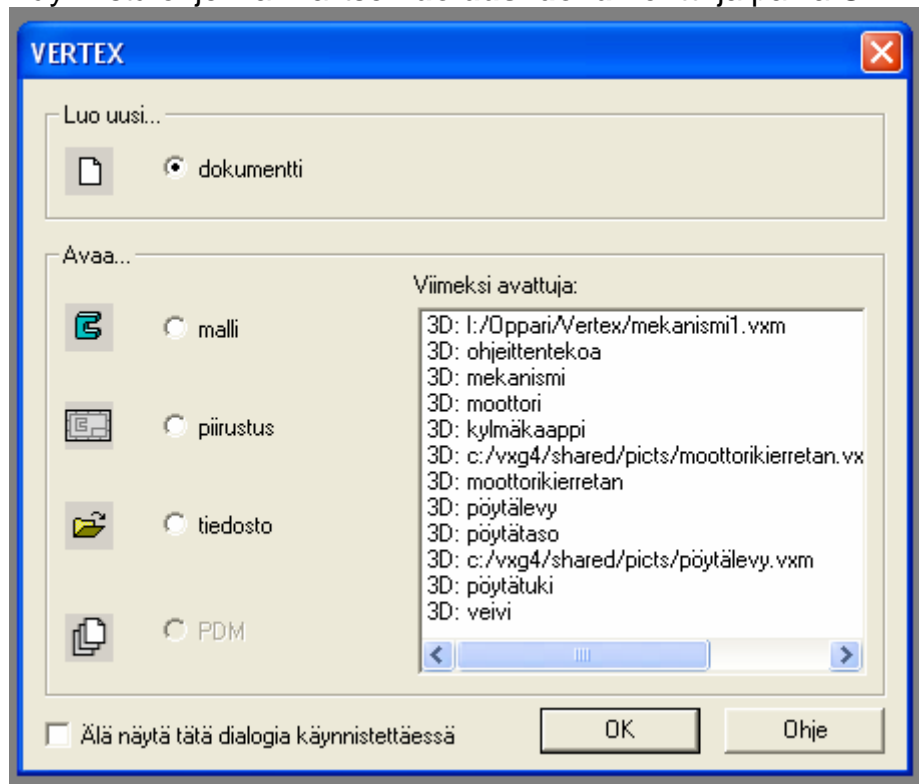 VERTEX
Luo uusi...
dokumentti
Avaa...
malli
piirustus
tiedosto
PDM
Viimeksi avattuja:
3D: I:/Oppari/Vertex/mekanismi1.vxm
3D: ohjeittentekoa
3D: mekanismi
3D: moottori
3D: kylmäkaappi
3D: c:/vxg4/shared/picts/moottorikierretan.vx
3D: moottorikierretan
3D: pöytälevy
3D: pöytätaso
3D: c:/vxg4/shared/picts/pöytälevy.vxm
3D: pöytätuki
3D: veivi
Älä näytä tätä dialogia käynnistettäessä
OK
Ohje